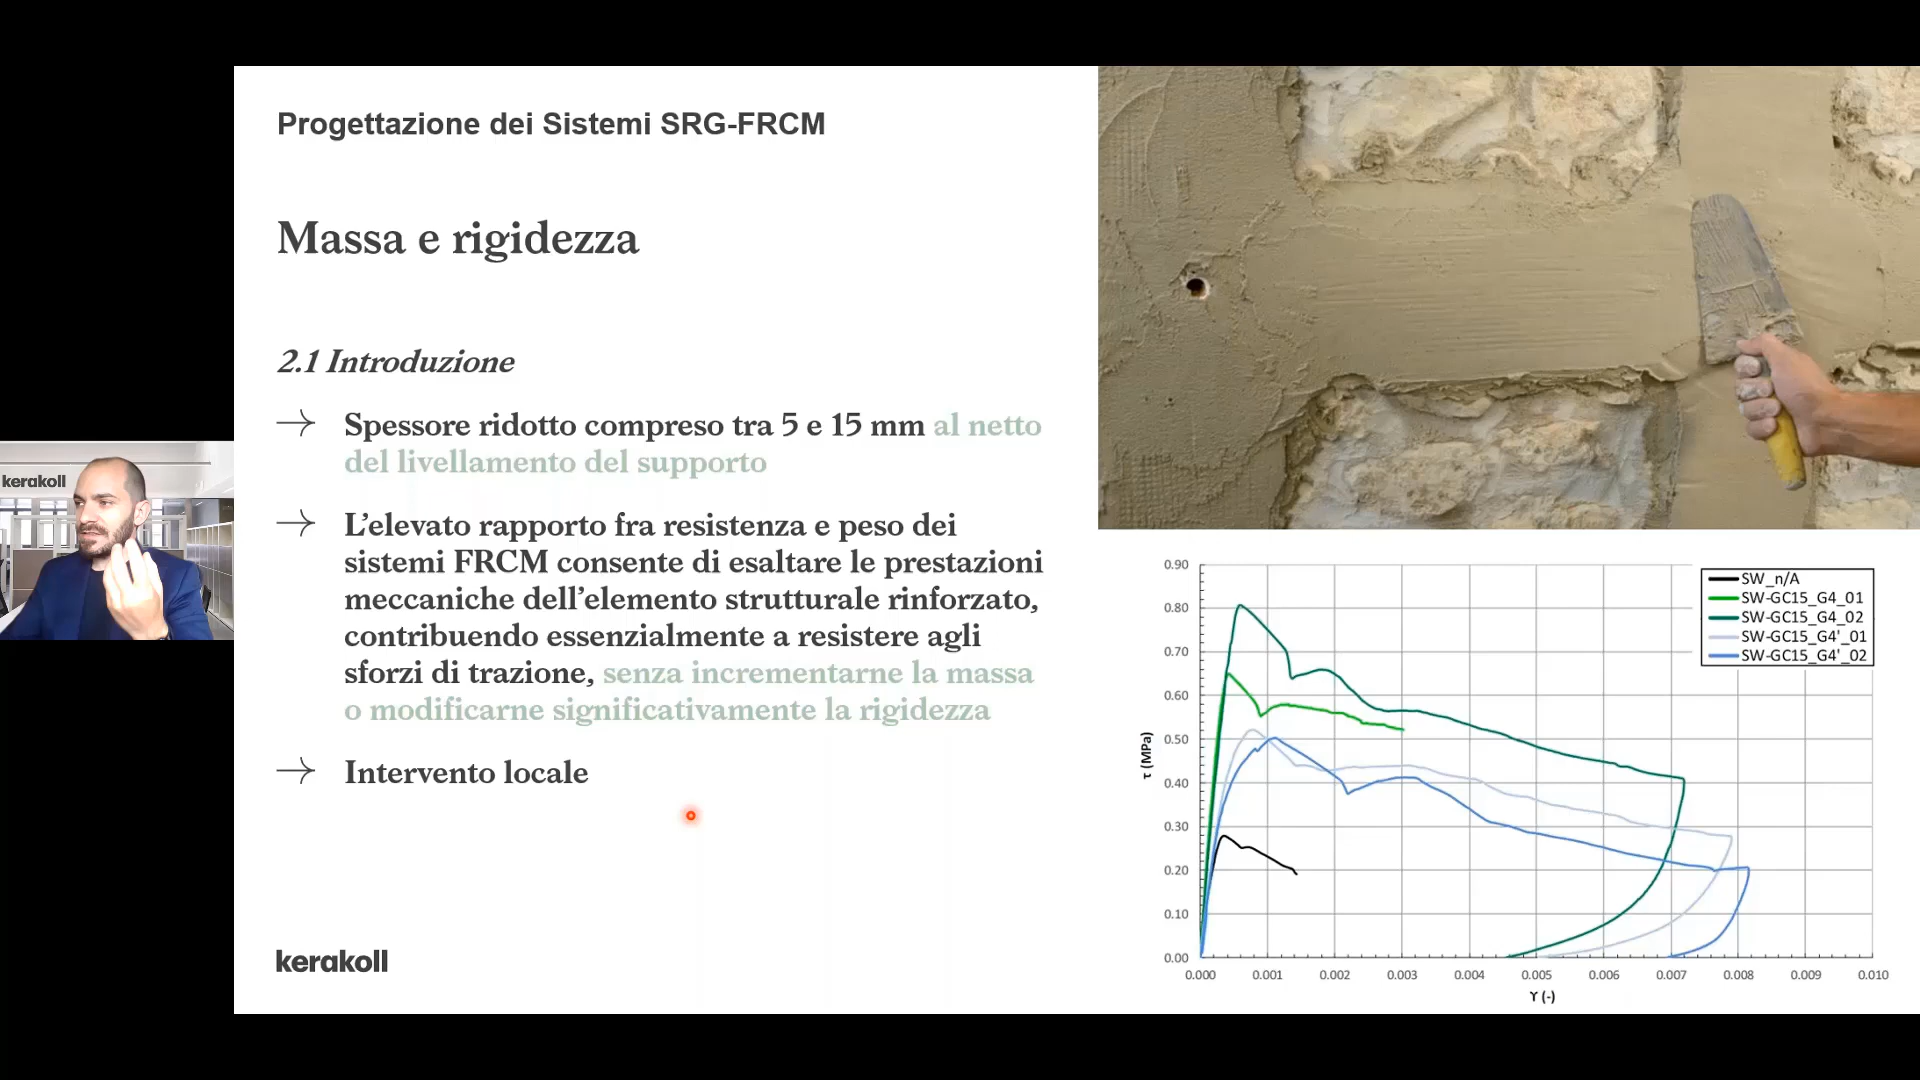 Progettazione dei Sistemi SRG-FRCM
Massa e rigidezza
2.1 Introduzione
Spessore ridotto compreso tra 5 e 15 mm al netto
del livellamento del supporto
L'elevato rapporto fra resistenza e peso dei
sistemi FRCM consente di esaltare le prestazioni
meccaniche dell'elemento strutturale rinforzato,
contribuendo essenzialmente a resistere agli
sforzi di trazione, senza incrementarne la massa
o modificarne significativamente la rigidezza
Intervento locale
kerakoll
kerakoll
SW_n/A
SW-GC15_G4_01
SW-GC15_G4_02
SW-GC15_G4'_01
SW-GC15_G4'_02
τ (MPa)
0.90
0.80
0.70
0.60
0.50
0.40
0.30
0.20
0.10
0.00
0.000 0.001 0.002 0.003 0.004 0.005 0.006 0.007 0.008 0.009 0.010
ϒ (-)